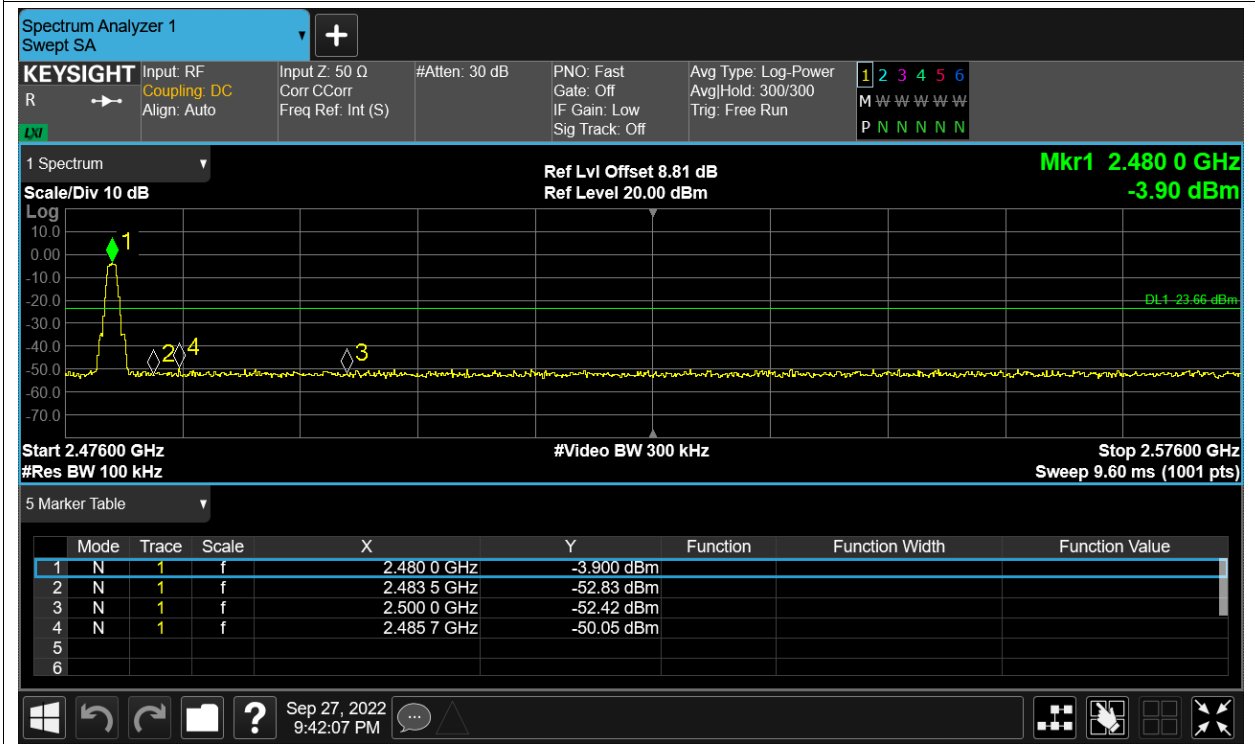 Spectrum Analyzer 1
Swept SA
+
KEYSIGHT
R
LXI
Input: RF
Coupling: DC
Align: Auto
Input Z: 50 Ω
Corr CCorr
Freq Ref: Int (S)
#Atten: 30 dB
PNO: Fast
Gate: Off
IF Gain: Low
Sig Track: Off
Avg Type: Log-Power
Avg|Hold: 300/300
Trig: Free Run
1 2 3 4 5 6
M W W W W W
P N N N N N
1 Spectrum
Scale/Div 10 dB
Ref Lvl Offset 8.81 dB
Ref Level 20.00 dBm
Mkr1 2.480 0 GHz
-3.90 dBm
Log
10.0
0.00
-10.0
-20.0
-30.0
-40.0
-50.0
-60.0
-70.0
1
DL1 -23.66 dBm
2
4
3
Start 2.47600 GHz
#Res BW 100 kHz
#Video BW 300 kHz
Stop 2.57600 GHz
Sweep 9.60 ms (1001 pts)
5 Marker Table
Mode Trace Scale X Y Function Function Width Function Value
1 N 1 f 2.480 0 GHz -3.900 dBm
2 N 1 f 2.483 5 GHz -52.83 dBm
3 N 1 f 2.500 0 GHz -52.42 dBm
4 N 1 f 2.485 7 GHz -50.05 dBm
5
6
?
Sep 27, 2022
9:42:07 PM